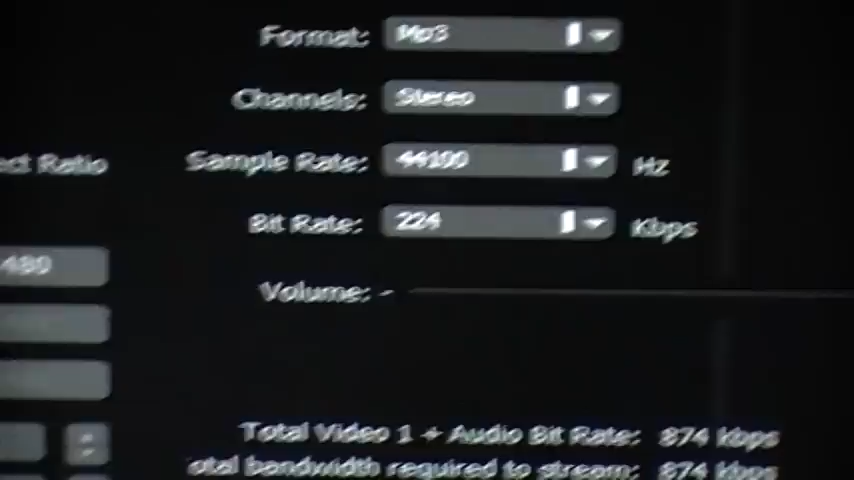 Format: Mp3
Channels: Stereo
ect Ratio
Sample Rate: 44100 Hz
Bit Rate: 224 Kbps
480
Volume: -
Total Video 1 + Audio Bit Rate: 874 kbps
otal bandwidth required to stream: 874 kbps